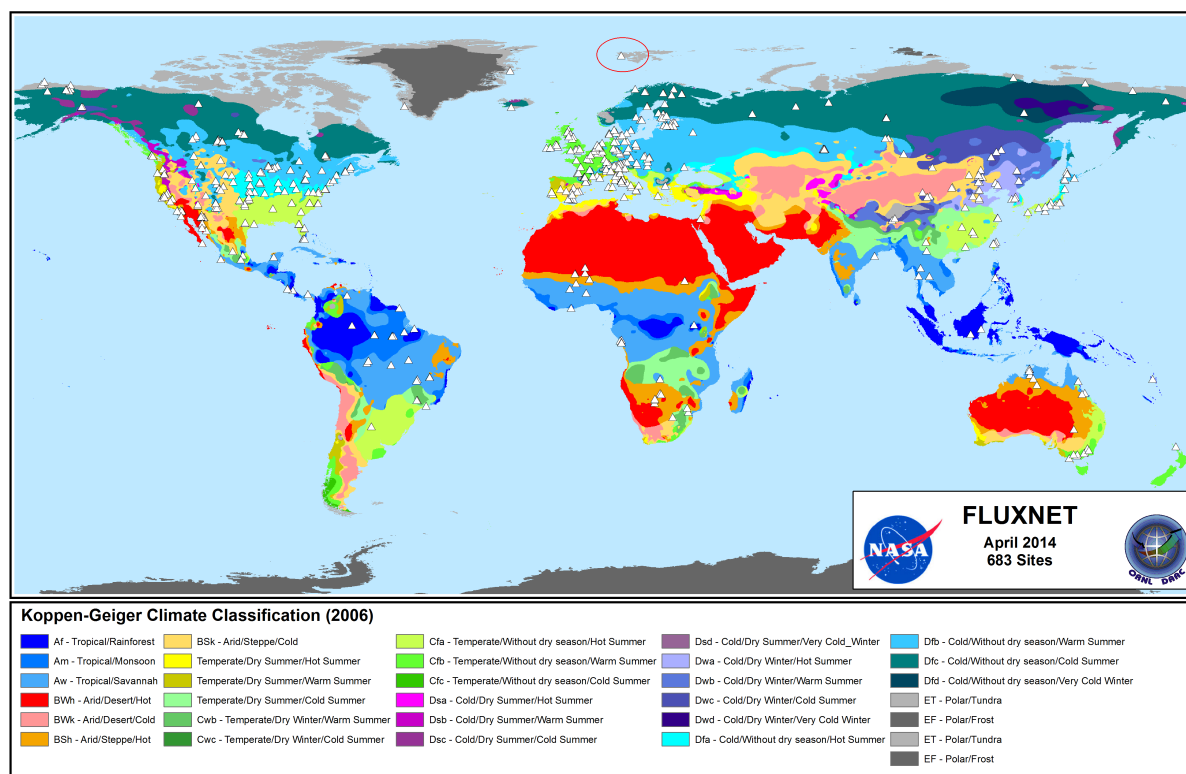 NASA
FLUXNET
April 2014
683 Sites
ORNL DAAC
Koppen-Geiger Climate Classification (2006)
Af - Tropical/Rainforest
Am - Tropical/Monsoon
Aw - Tropical/Savannah
BWh - Arid/Desert/Hot
BWk - Arid/Desert/Cold
BSh - Arid/Steppe/Hot
BSk - Arid/Steppe/Cold
Temperate/Dry Summer/Hot Summer
Temperate/Dry Summer/Warm Summer
Temperate/Dry Summer/Cold Summer
Cwb - Temperate/Dry Winter/Warm Summer
Cwc - Temperate/Dry Winter/Cold Summer
Cfa - Temperate/Without dry season/Hot Summer
Cfb - Temperate/Without dry season/Warm Summer
Cfc - Temperate/Without dry season/Cold Summer
Dsa - Cold/Dry Summer/Hot Summer
Dsb - Cold/Dry Summer/Warm Summer
Dsc - Cold/Dry Summer/Cold Summer
Dsd - Cold/Dry Summer/Very Cold_Winter
Dwa - Cold/Dry Winter/Hot Summer
Dwb - Cold/Dry Winter/Warm Summer
Dwc - Cold/Dry Winter/Cold Summer
Dwd - Cold/Dry Winter/Very Cold Winter
Dfa - Cold/Without dry season/Hot Summer
Dfb - Cold/Without dry season/Warm Summer
Dfc - Cold/Without dry season/Cold Summer
Dfd - Cold/Without dry season/Very Cold Winter
ET - Polar/Tundra
EF - Polar/Frost
ET - Polar/Tundra
EF - Polar/Frost